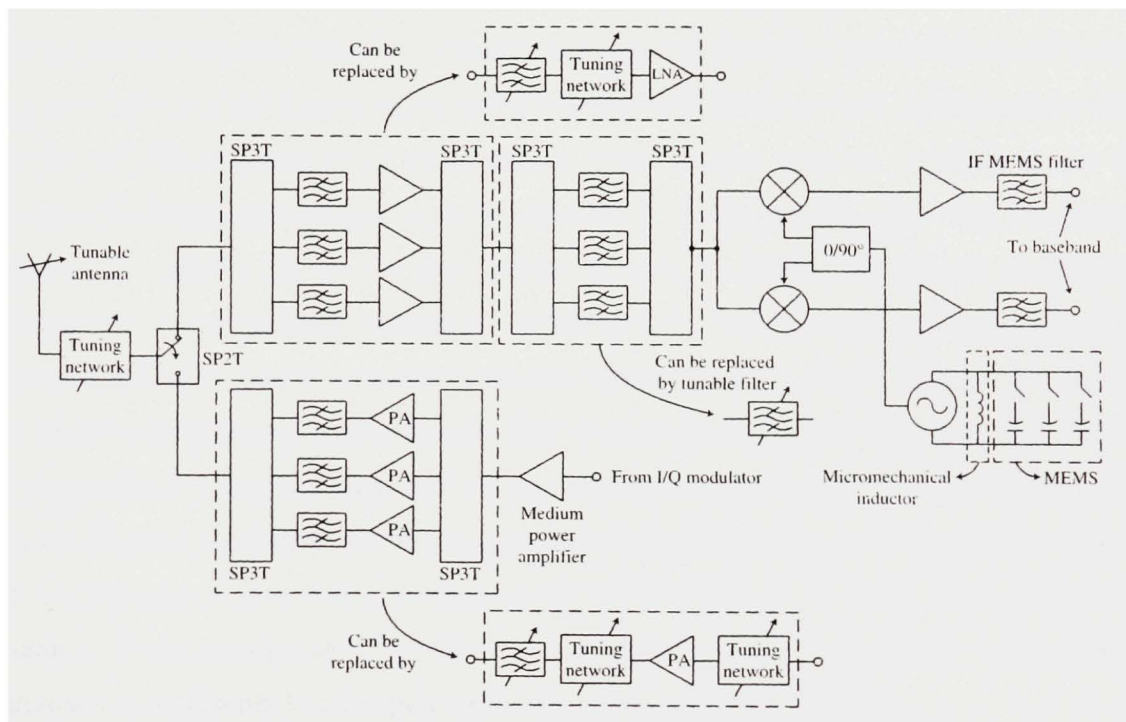 Can be
replaced by
Tuning
network
LNA
SP3T
SP3T
SP3T
SP3T
IF MEMS filter
Tunable
antenna
0/90°
To baseband
Tuning
network
SP2T
Can be replaced
by tunable filter
PA
PA
PA
From I/Q modulator
Medium
power
amplifier
Micromechanical
inductor
MEMS
SP3T
SP3T
Can be
replaced by
Tuning
network
PA
Tuning
network